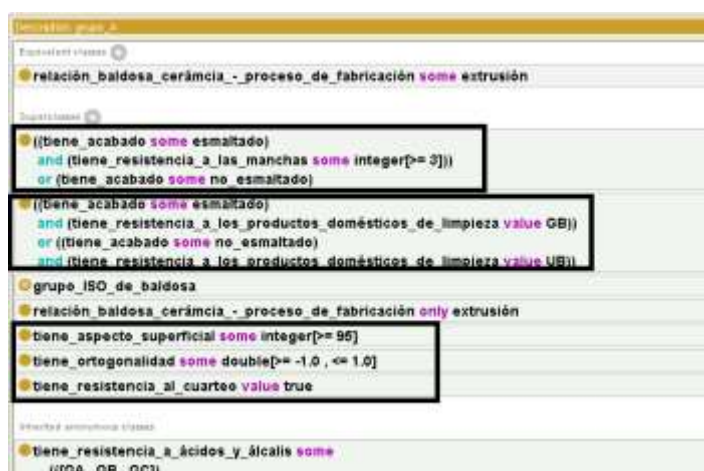 Description: grupo_A
Equivalent classes
relación_baldosa_cerámcia_-_proceso_de_fabricación some extrusión
Superclasses
((tiene_acabado some esmaltado)
and (tiene_resistencia_a_las_manchas some integer[>= 3]))
or (tiene_acabado some no_esmaltado)
((tiene_acabado some esmaltado)
and (tiene_resistencia_a_los_productos_domésticos_de_limpieza value GB))
or ((tiene_acabado some no_esmaltado)
and (tiene_resistencia_a_los_productos_domésticos_de_limpieza value UB))
grupo_ISO_de_baldosa
relación_baldosa_cerámcia_-_proceso_de_fabricación only extrusión
tiene_aspecto_superficial some integer[>= 95]
tiene_ortogonalidad some double[>= -1.0 , <= 1.0]
tiene_resistencia_al_cuarteo value true
Inherited anonymous classes
tiene_resistencia_a_ácidos_y_álcalis some
(({GA , GB , GC})